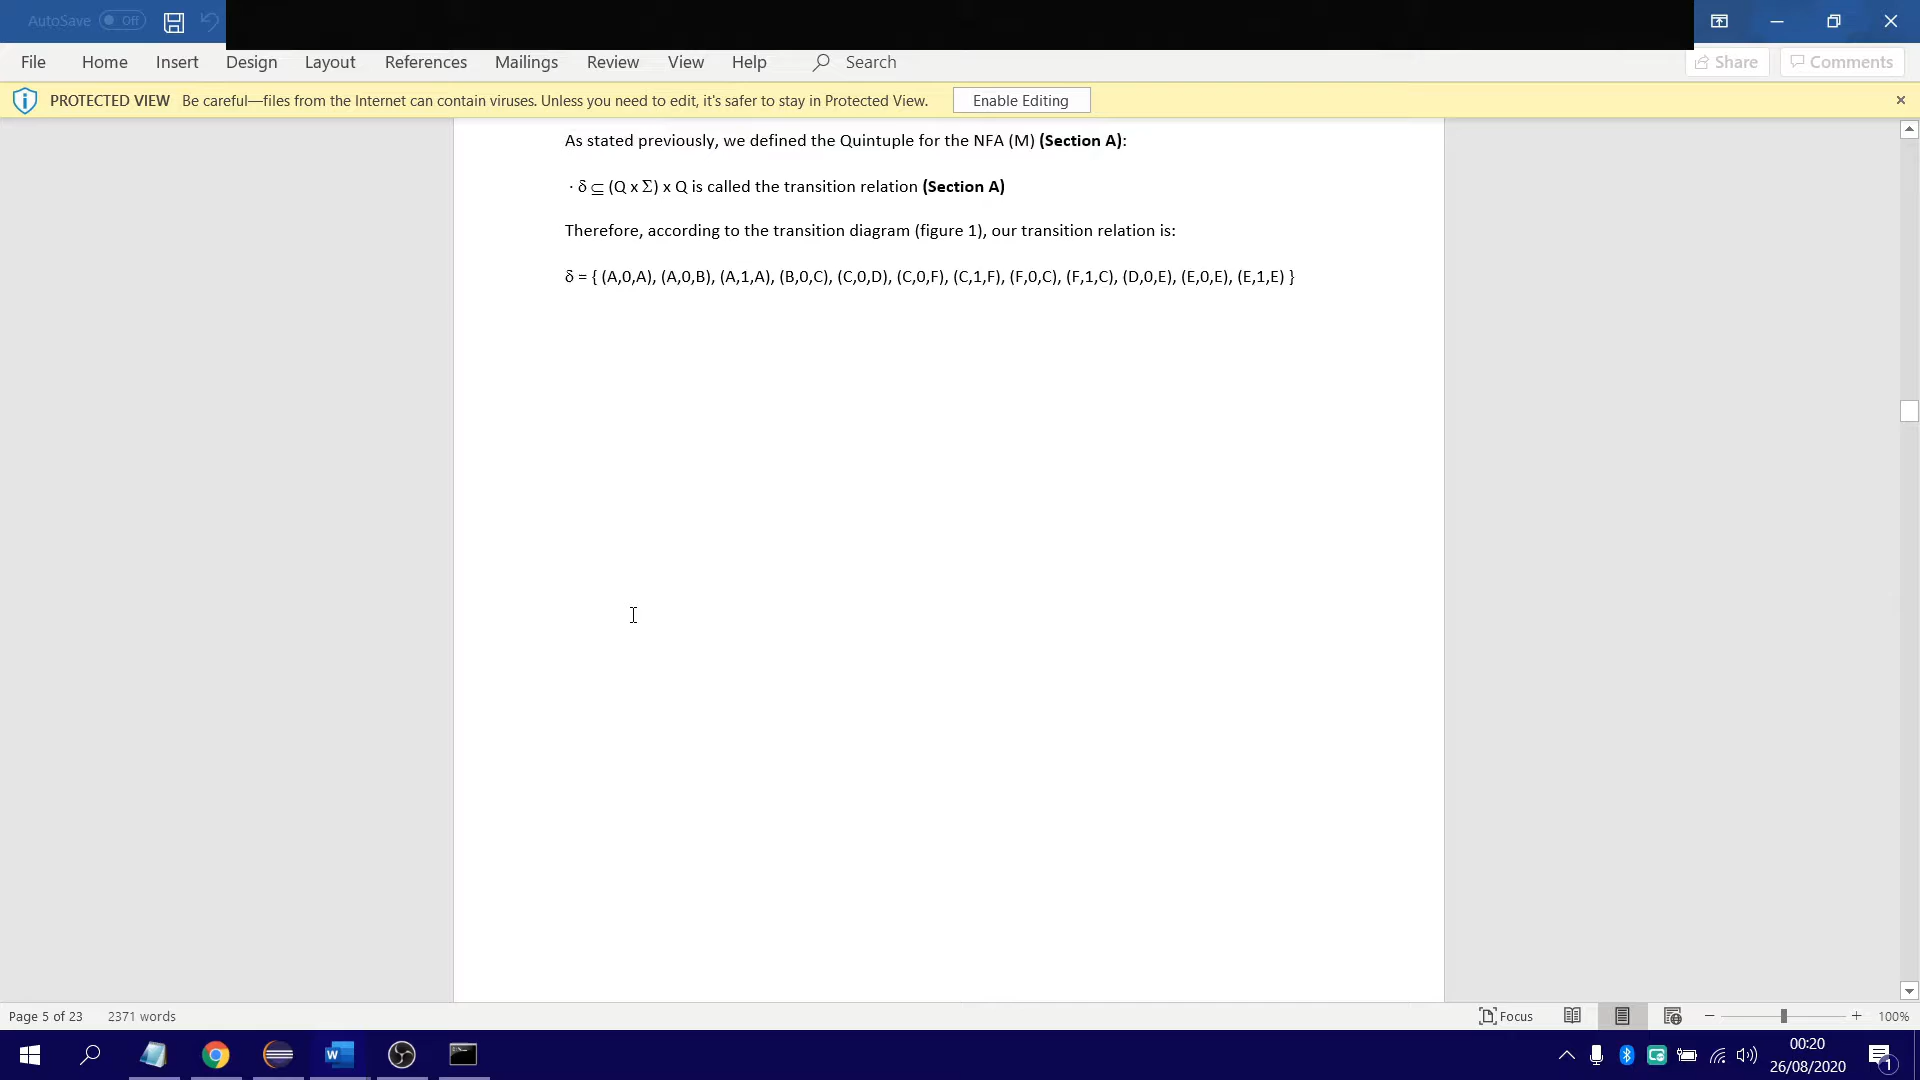 AutoSave Off
File Home Insert Design Layout References Mailings Review View Help Search Share Comments
PROTECTED VIEW Be careful—files from the Internet can contain viruses. Unless you need to edit, it's safer to stay in Protected View. Enable Editing
As stated previously, we defined the Quintuple for the NFA (M) (Section A):
· δ ⊆ (Q x Σ) x Q is called the transition relation (Section A)
Therefore, according to the transition diagram (figure 1), our transition relation is:
δ = { (A,0,A), (A,0,B), (A,1,A), (B,0,C), (C,0,D), (C,0,F), (C,1,F), (F,0,C), (F,1,C), (D,0,E), (E,0,E), (E,1,E) }
Page 5 of 23 2371 words Focus 100%
00:20
26/08/2020
1